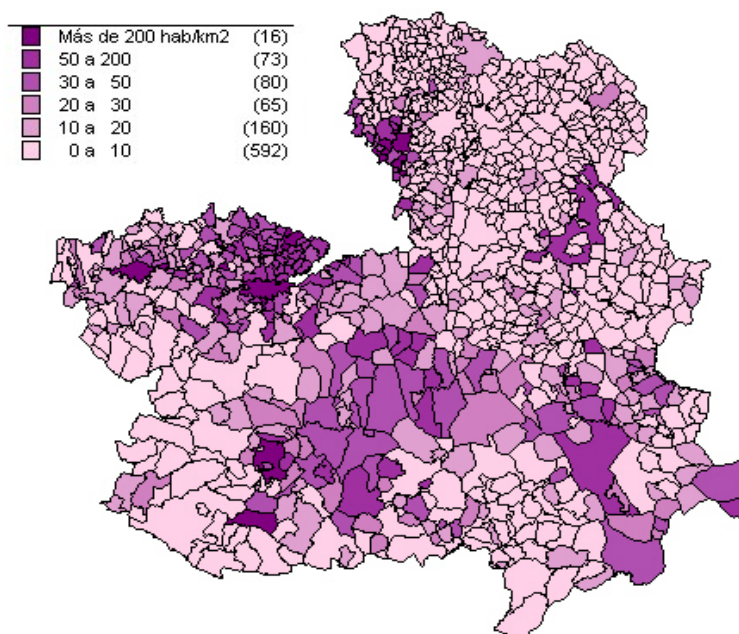 Más de 200 hab/km2 (16)
50 a 200 (73)
30 a 50 (80)
20 a 30 (65)
10 a 20 (160)
0 a 10 (592)